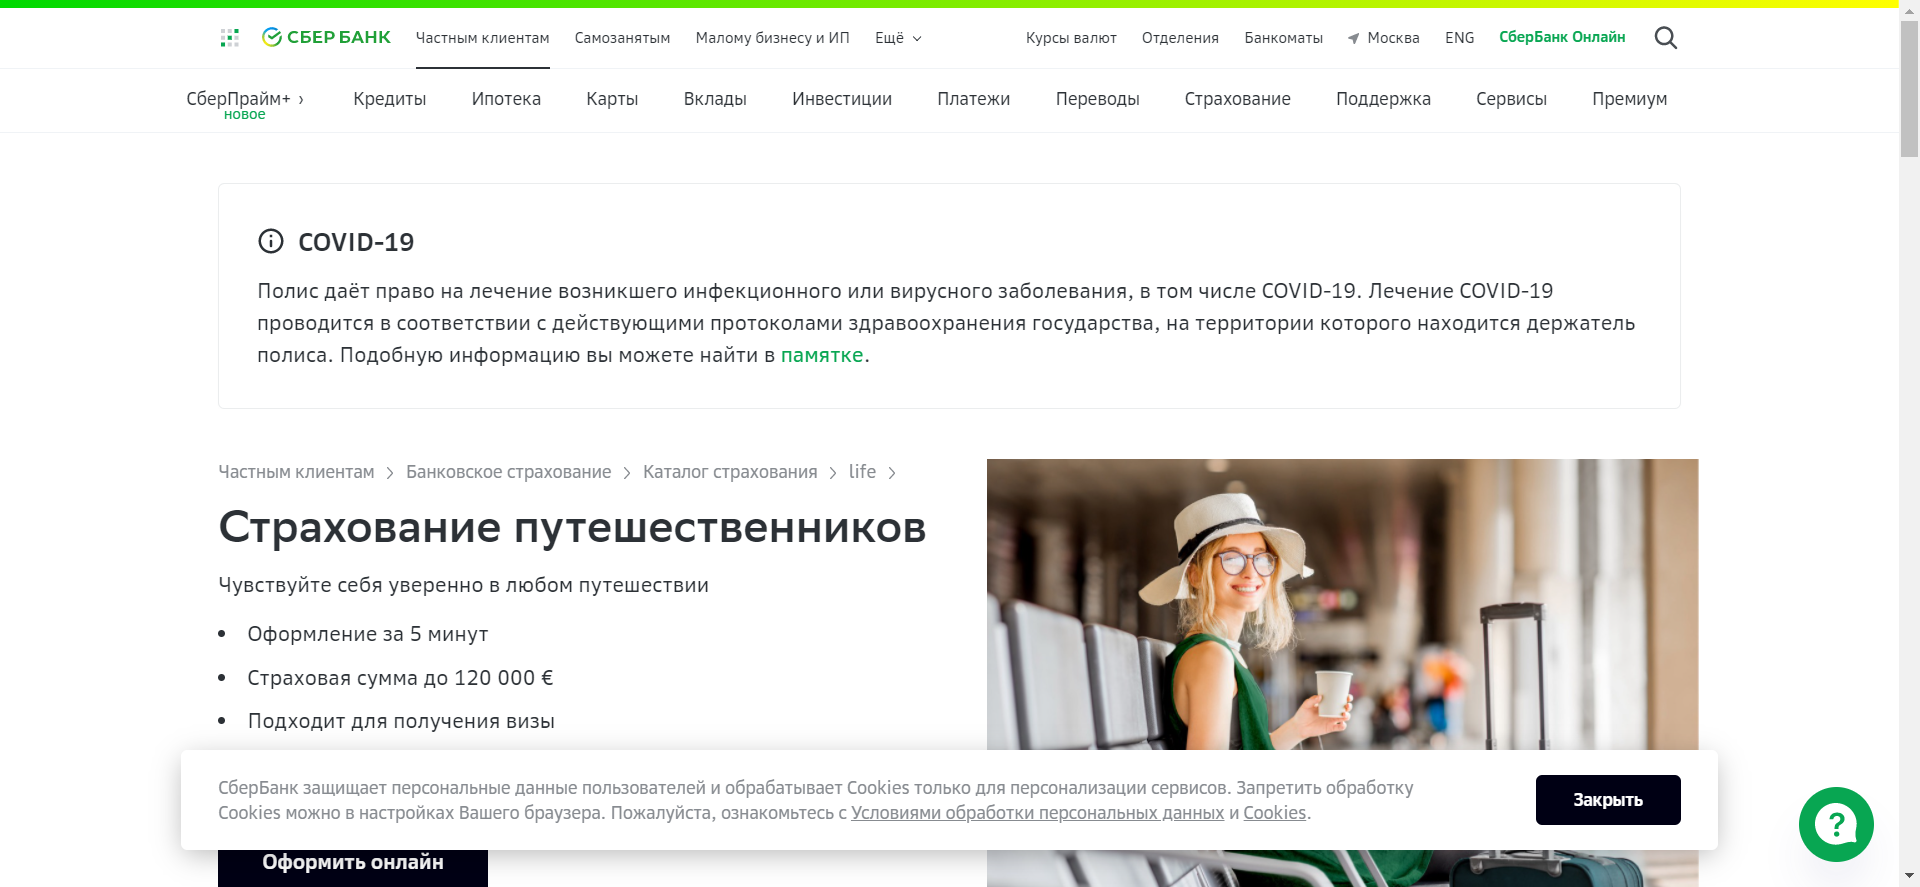 СБЕР БАНК
Частным клиентам
Самозанятым
Малому бизнесу и ИП
Ещё
Курсы валют
Отделения
Банкоматы
Москва
ENG
СберБанк Онлайн
СберПрайм+ ›
новое
Кредиты
Ипотека
Карты
Вклады
Инвестиции
Платежи
Переводы
Страхование
Поддержка
Сервисы
Премиум
COVID-19
Полис даёт право на лечение возникшего инфекционного или вирусного заболевания, в том числе COVID-19. Лечение COVID-19
проводится в соответствии с действующими протоколами здравоохранения государства, на территории которого находится держатель
полиса. Подобную информацию вы можете найти в памятке.
Частным клиентам > Банковское страхование > Каталог страхования > life >
Страхование путешественников
Чувствуйте себя уверенно в любом путешествии
• Оформление за 5 минут
• Страховая сумма до 120 000 €
• Подходит для получения визы
СберБанк защищает персональные данные пользователей и обрабатывает Cookies только для персонализации сервисов. Запретить обработку
Cookies можно в настройках Вашего браузера. Пожалуйста, ознакомьтесь с Условиями обработки персональных данных и Cookies.
Закрыть
Оформить онлайн